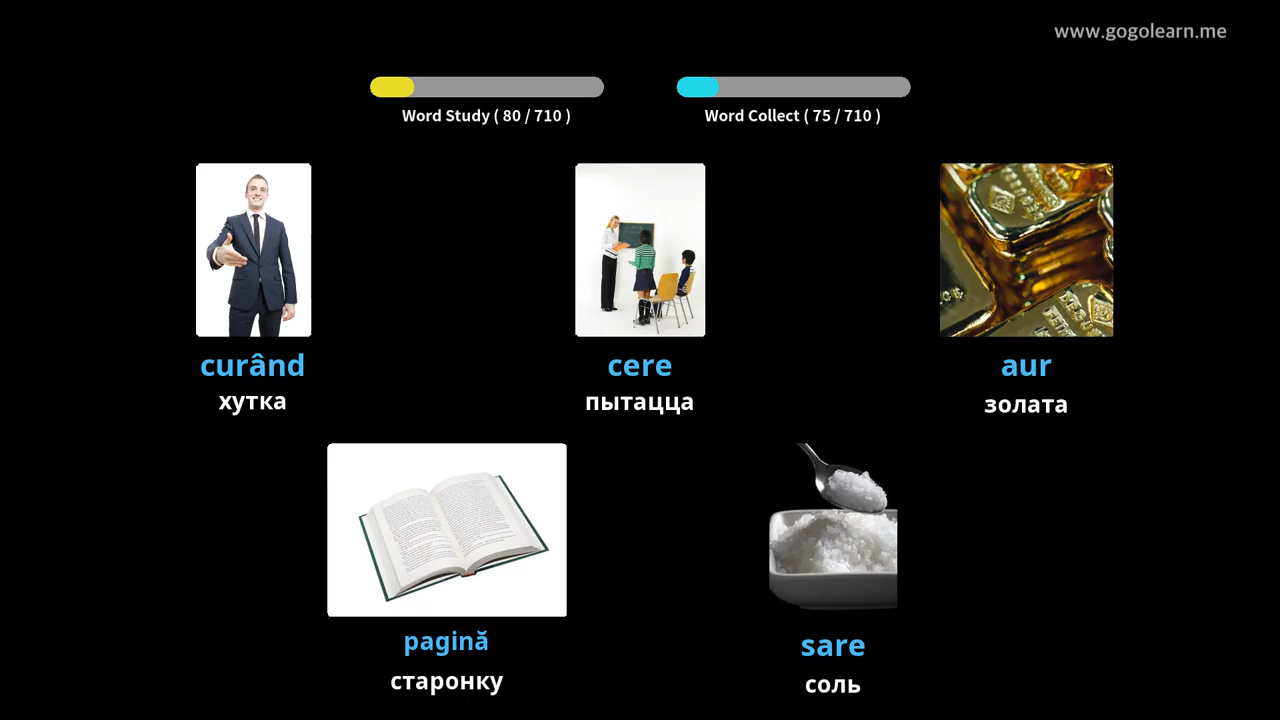 www.gogolearn.me
Word Study ( 80 / 710 )
Word Collect ( 75 / 710 )
curând
cere
aur
хутка
пытацца
золата
pagină
sare
старонку
соль